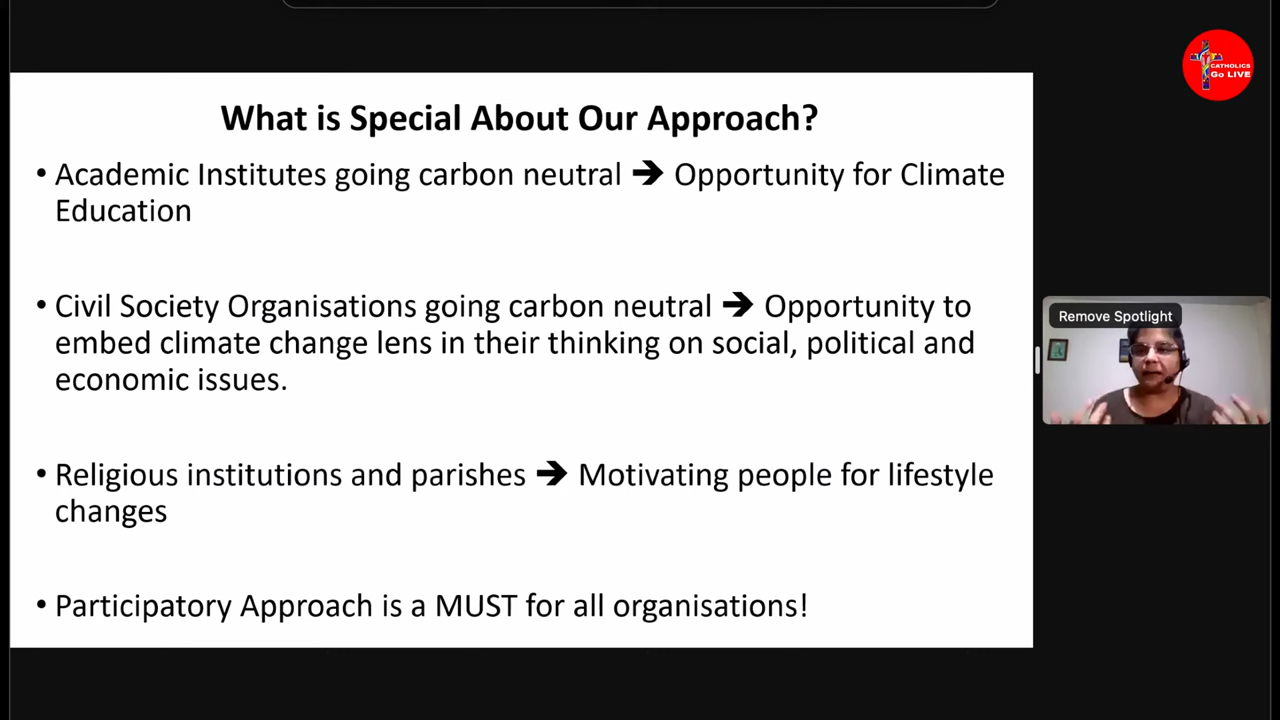 CATHOLICS
Go LIVE
What is Special About Our Approach?
• Academic Institutes going carbon neutral ➔ Opportunity for Climate
Education
• Civil Society Organisations going carbon neutral ➔ Opportunity to
embed climate change lens in their thinking on social, political and
economic issues.
• Religious institutions and parishes ➔ Motivating people for lifestyle
changes
• Participatory Approach is a MUST for all organisations!
Remove Spotlight